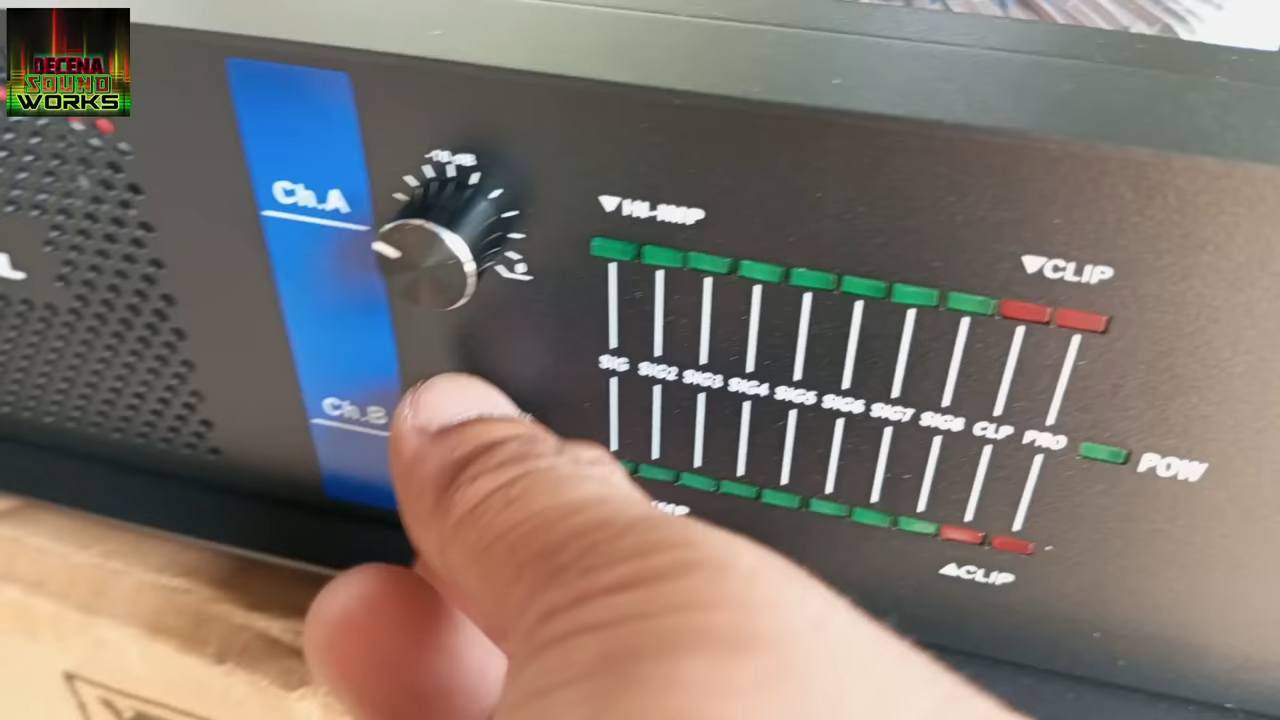 DECENA
SOUND
WORKS
Ch.A
-10dB
▼HI-IMP
▼CLIP
SIG SIG2 SIG3 SIG4 SIG5 SIG6 SIG7 SIG8 CLP PRO
POW
Ch.B
▲CLIP